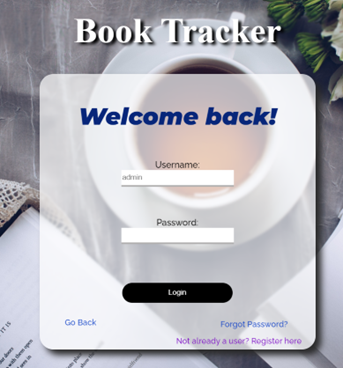 Book Tracker
Welcome back!
Username:
admin
Password:
Login
Go Back
Forgot Password?
Not already a user? Register here